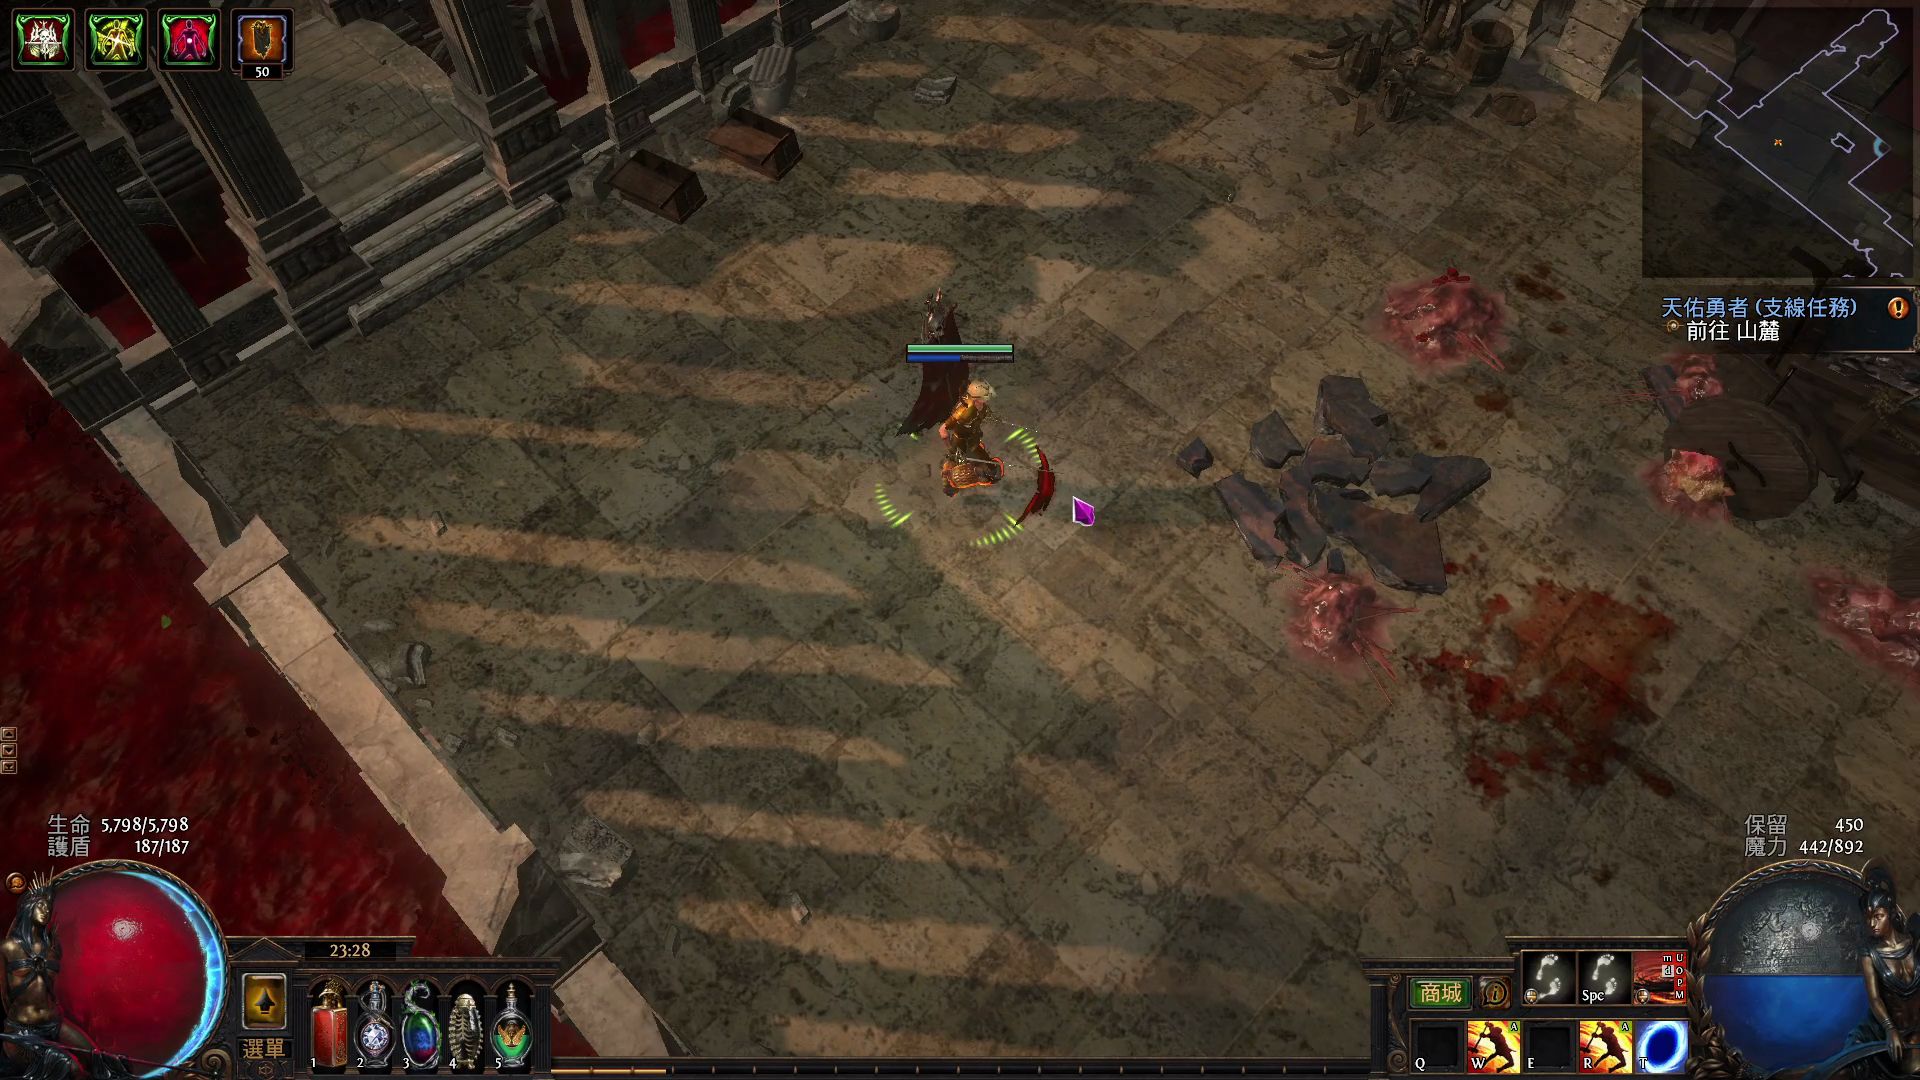 50
天佑勇者 (支線任務)
前往 山麓
生命 5,798/5,798
護盾 187/187
保留 450
魔力 442/892
23:28
選單
1
2
3
4
5
商城
Spc
Q
W
A
E
R
A
T